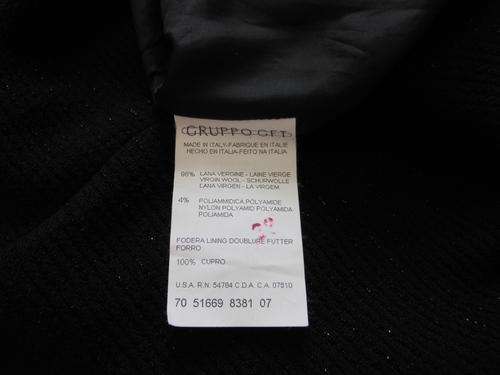 GRUPPO G.F.T.
MADE IN ITALY-FABRIQUE EN ITALIE
HECHO EN ITALIA-FEITO NA ITALIA
96% LANA VERGINE - LAINE VIERGE
VIRGIN WOOL - SCHURWOLLE
LANA VIRGEN - LA VIRGEM
4% POLIAMMIDICA POLYAMIDE
NYLON POLYAMID POLYAMIDA
POLIAMIDA
FODERA LINING DOUBLURE FUTTER
FORRO
100% CUPRO
U.S.A. R.N. 54784 C.D.A. C.A. 07810
70 51669 8381 07